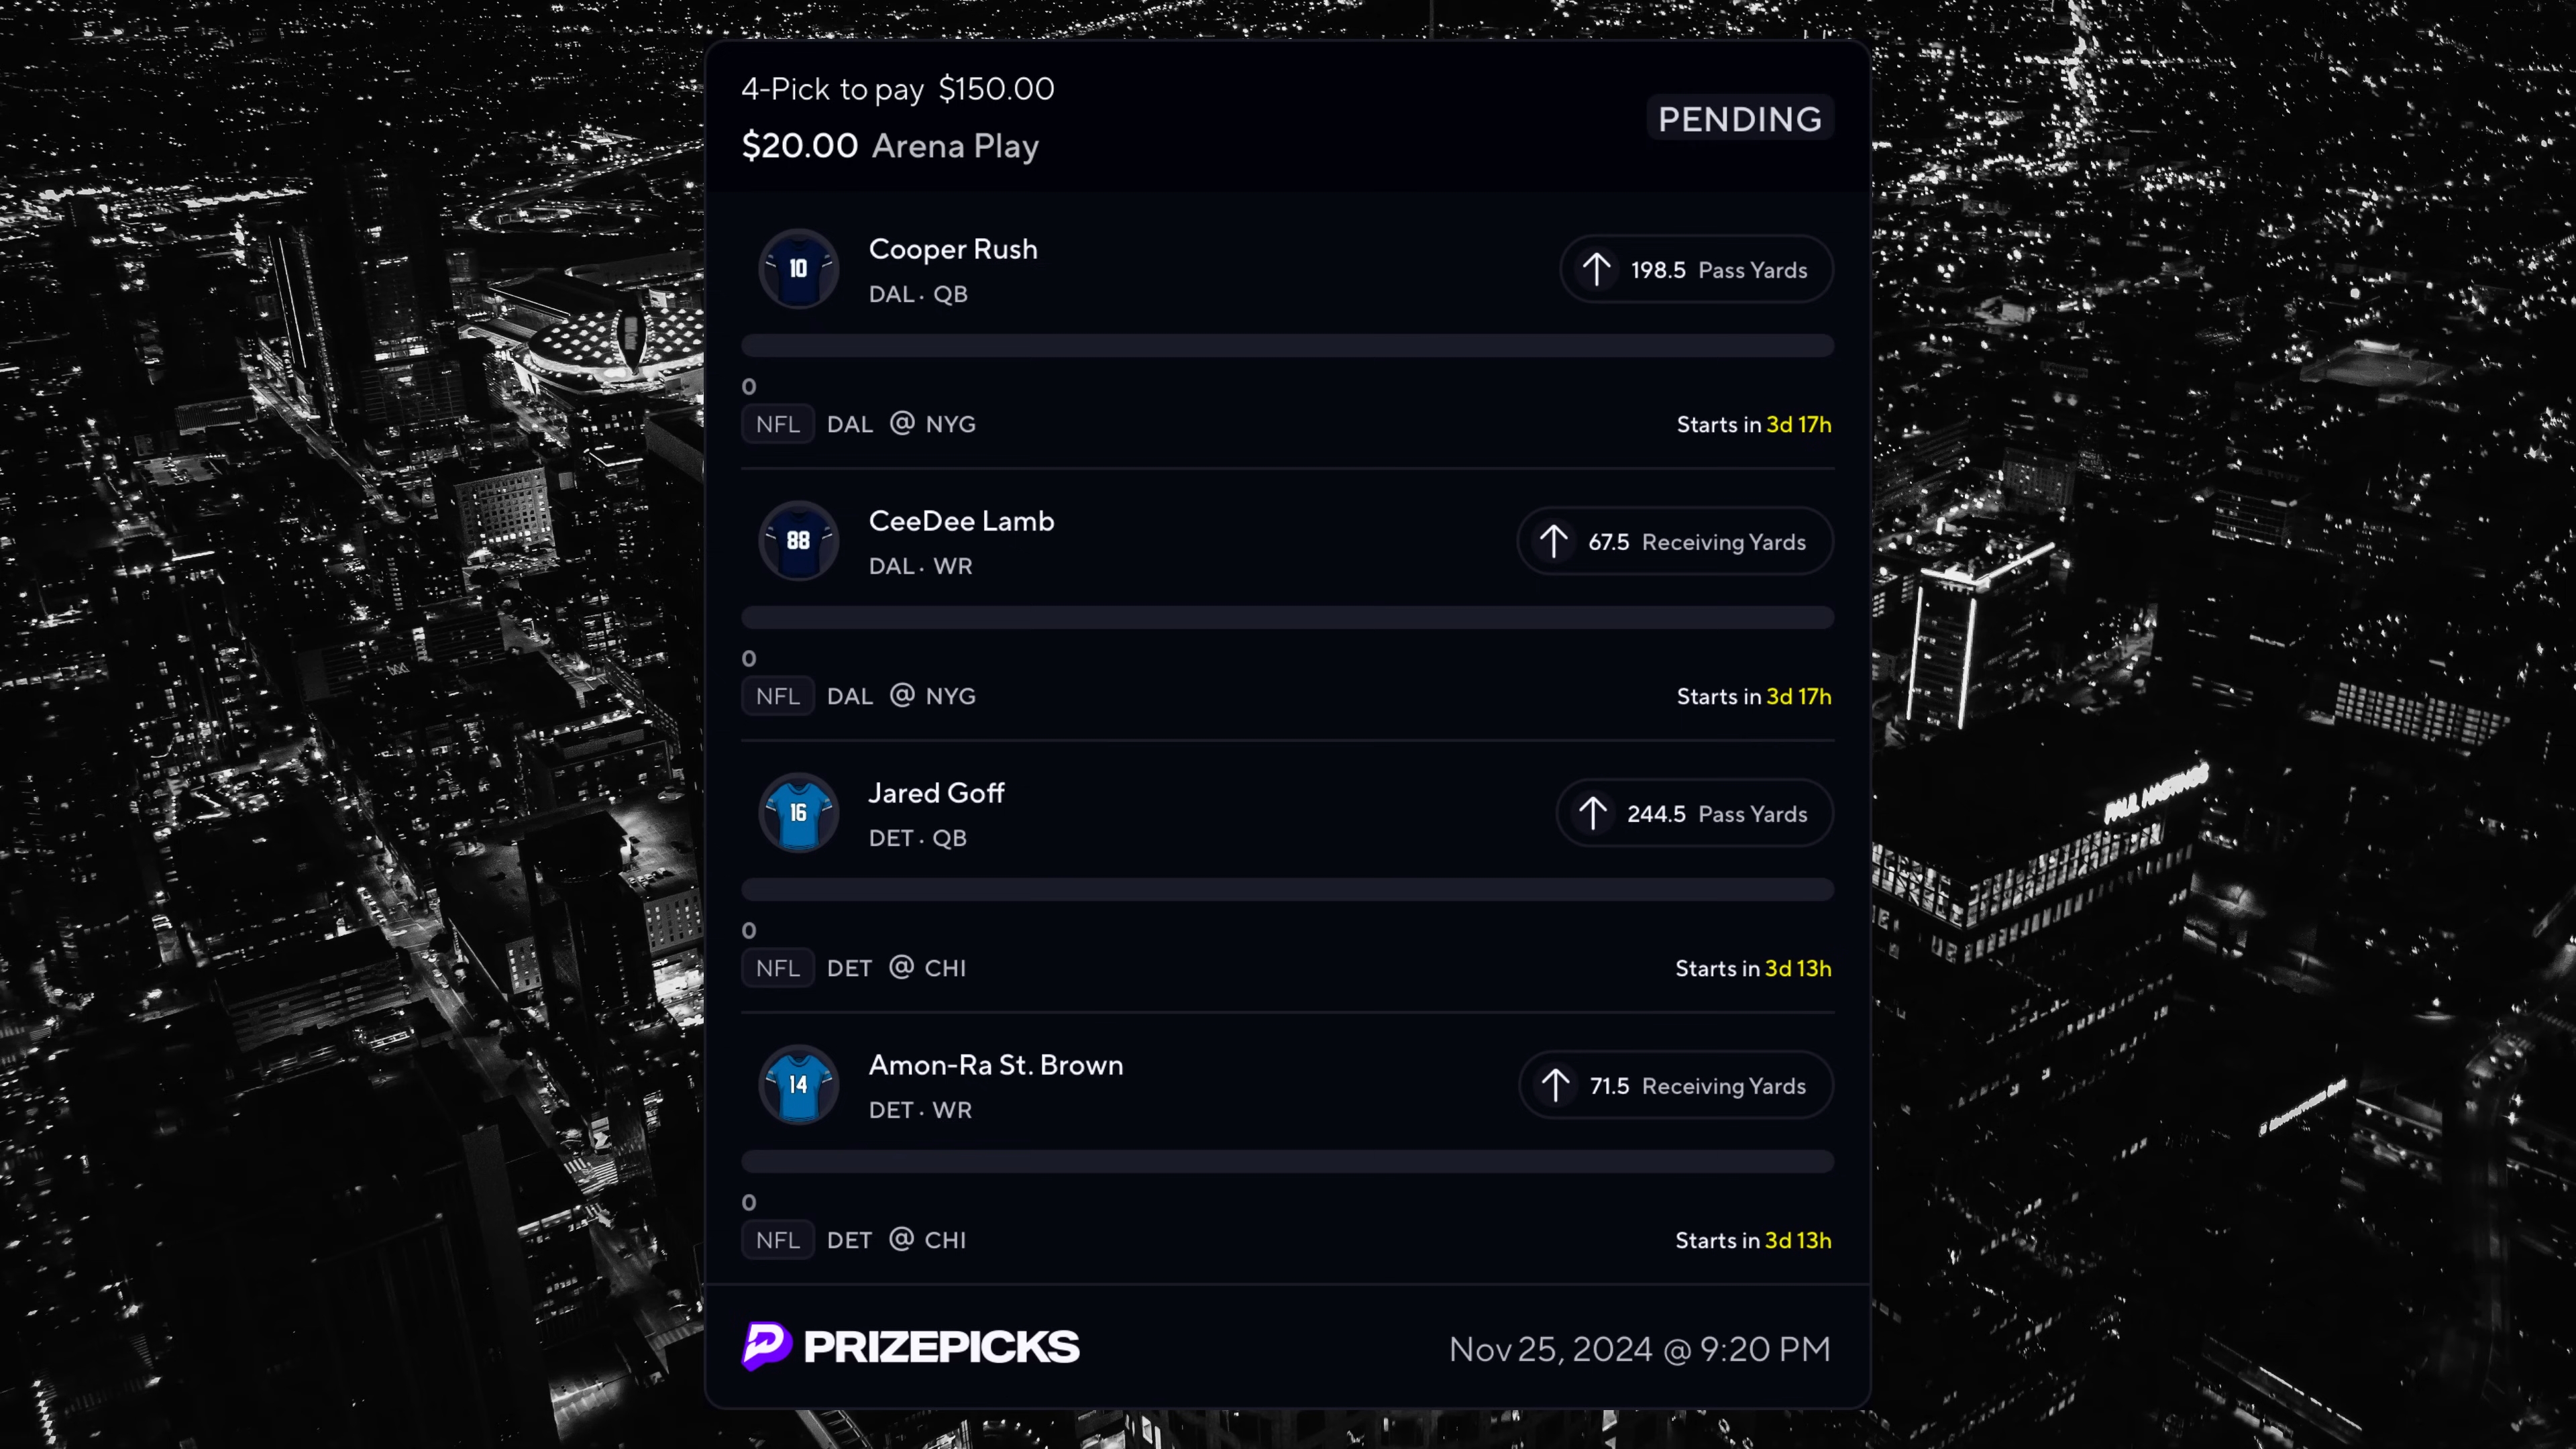 4-Pick to pay $150.00
$20.00 Arena Play
PENDING
10
Cooper Rush
DAL · QB
198.5 Pass Yards
0
NFL DAL @ NYG
Starts in 3d 17h
88
CeeDee Lamb
DAL · WR
67.5 Receiving Yards
0
NFL DAL @ NYG
Starts in 3d 17h
16
Jared Goff
DET · QB
244.5 Pass Yards
0
NFL DET @ CHI
Starts in 3d 13h
14
Amon-Ra St. Brown
DET · WR
71.5 Receiving Yards
0
NFL DET @ CHI
Starts in 3d 13h
PRIZEPICKS
Nov 25, 2024 @ 9:20 PM